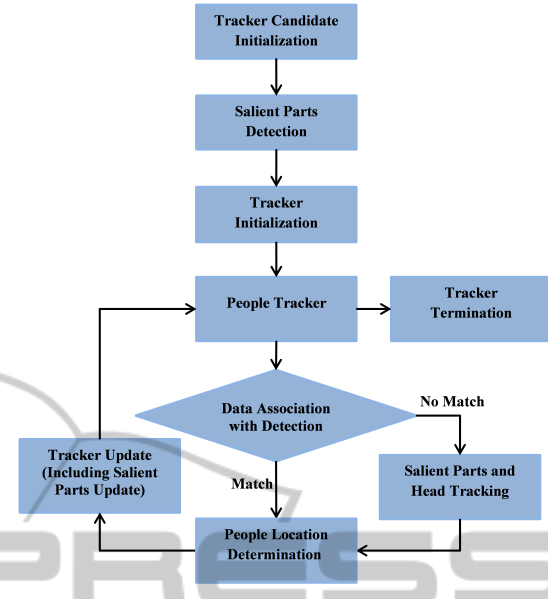 Tracker Candidate
Initialization
Salient Parts
Detection
Tracker
Initialization
People Tracker
Tracker
Termination
Data Association
with Detection
No Match
Tracker Update
(Including Salient
Parts Update)
Match
Salient Parts and
Head Tracking
People Location
Determination
PRESS